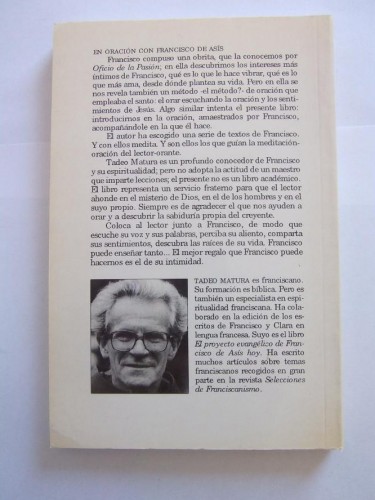 EN ORACIÓN CON FRANCISCO DE ASÍS
Francisco compuso una obrita, que la conocemos por
Oficio de la Pasión; en ella descubrimos los intereses más
íntimos de Francisco, qué es lo que le hace vibrar, qué es lo
que más ama, desde dónde plantea su vida. Pero en ella se
nos revela también un método -el método?- de oración que
empleaba el santo: el orar escuchando la oración y los senti-
mientos de Jesús. Algo similar intenta el presente libro:
introducirnos en la oración, amaestrados por Francisco,
acompañándole en la que él hace.
El autor ha escogido una serie de textos de Francisco.
Y con ellos medita. Y son ellos los que guían la meditación-
oración del lector-orante.
Tadeo Matura es un profundo conocedor de Francisco
y su espiritualidad; pero no adopta la actitud de un maestro
que imparte lecciones; el presente no es un libro académico.
El libro representa un servicio fraterno para que el lector
ahonde en el misterio de Dios, en el de los hombres y en el
suyo propio. Siempre es de agradecer el que nos ayuden a
orar y a descubrir la sabiduría propia del creyente.
Coloca al lector junto a Francisco, de modo que
escuche su voz y sus palabras, perciba su aliento, comparta
sus sentimientos, descubra las raíces de su vida. Francisco
puede enseñar tanto... El mejor regalo que Francisco puede
hacernos es el de su intimidad.
TADEO MATURA es franciscano.
Su formación es bíblica. Pero es
también un especialista en espi-
ritualidad franciscana. Ha cola-
borado en la edición de los es-
critos de Francisco y Clara en
lengua francesa. Suyo es el libro
El proyecto evangélico de Fran-
cisco de Asís hoy. Ha escrito
muchos artículos sobre temas
franciscanos recogidos en gran
parte en la revista Selecciones
de Franciscanismo.